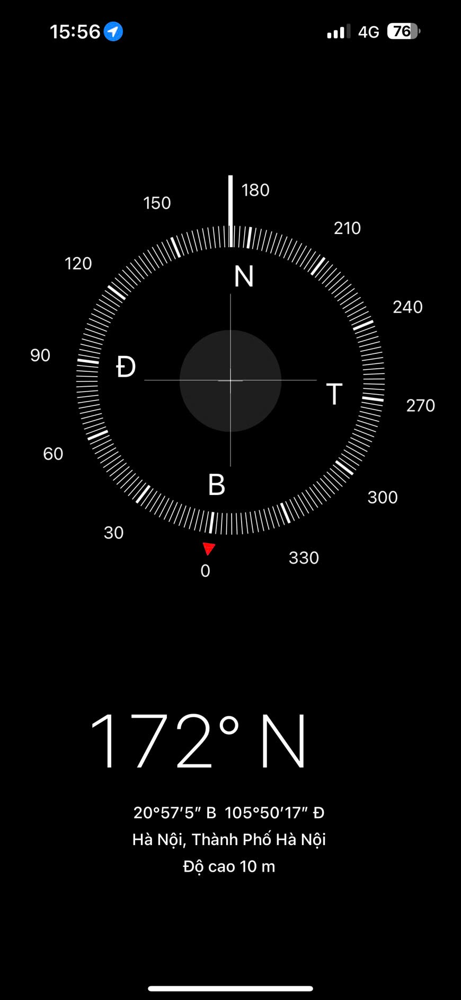 15:56 4G 76
180
150
210
120
N
240
90
Đ
T
270
60
B
300
30
330
0
172° N
20°57’5” B 105°50’17” Đ
Hà Nội, Thành Phố Hà Nội
Độ cao 10 m